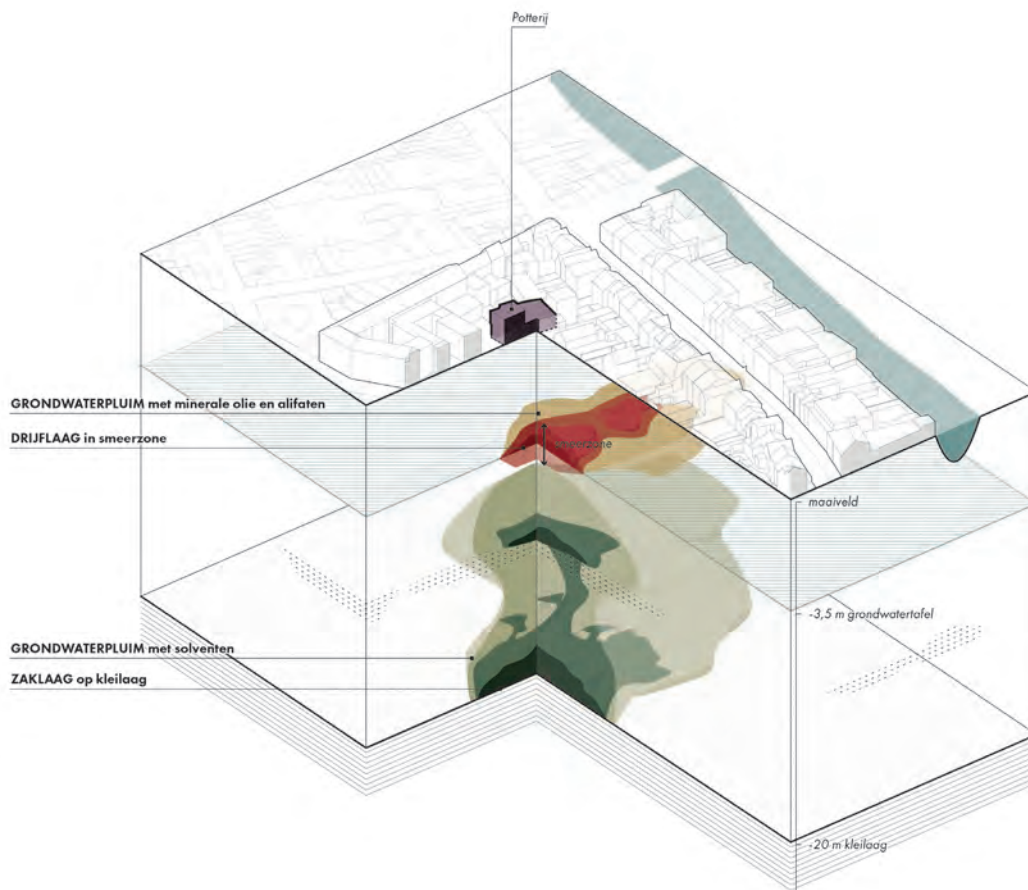 Potterij
GRONDWATERPLUIM met minerale olie en alifaten
DRIJFLAAG in smeerzone
smeerzone
maaiveld
-3,5 m grondwatertafel
GRONDWATERPLUIM met solventen
ZAKLAAG op kleilaag
-20 m kleilaag